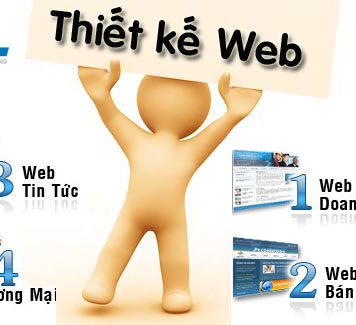 Thiết kế Web
3 Web
Tin Tức
1 Web
Doan
4
ơng Mại
2 Web
Bán